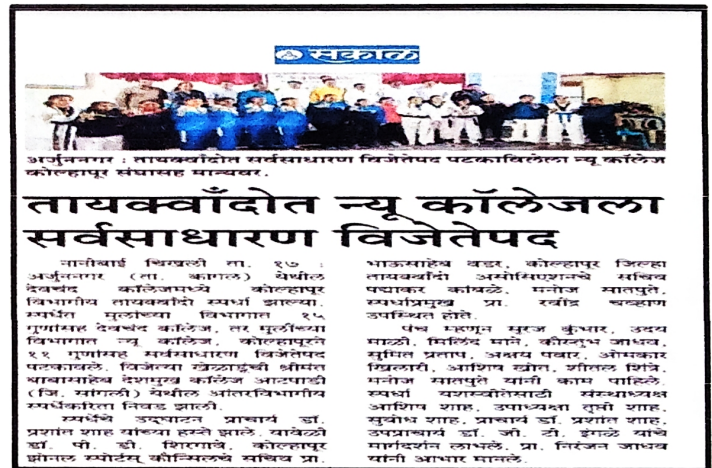 सकाळ
अर्जुननगर : तायक्वाँदोत सर्वसाधारण विजेतेपद पटकाविलेला न्यू कॉलेज
कोल्हापूर संघासह मान्यवर.
तायक्वाँदोत न्यू कॉलेजला
सर्वसाधारण विजेतेपद
नानीबाई चिखली ता. १७ :
अर्जुननगर (ता. कागल) येथील
देवचंद कॉलेजमध्ये कोल्हापूर
विभागीय तायक्वाँदो स्पर्धा झाल्या.
स्पर्धेत मुलांच्या विभागात १५
गुणांसह देवचंद कॉलेज, तर मुलींच्या
विभागात न्यू कॉलेज, कोल्हापूरने
११ गुणांसह सर्वसाधारण विजेतेपद
पटकावले. विजेत्या खेळाडूंची श्रीमंत
बाबासाहेब देशमुख कॉलेज आटपाडी
(जि. सांगली) येथील आंतरविभागीय
स्पर्धेकरिता निवड झाली.
स्पर्धेचे उद्‌घाटन प्राचार्य डॉ.
प्रशांत शाह यांच्या हस्ते झाले. यावेळी
डॉ. पी. डी. शिरगावे, कोल्हापूर
झोनल स्पोर्टस् कौन्सिलचे सचिव प्रा.
भाऊसाहेब वडर, कोल्हापूर जिल्हा
तायक्वाँदो असोसिएशनचे सचिव
पद्माकर कांबळे, मनोज सातपुते,
स्पर्धाप्रमुख प्रा. रवींद्र चव्हाण
उपस्थित होते.
पंच म्हणून सुरज कुंभार, उदय
माळी, मिलिंद माने, कौस्तुभ जाधव,
सुमित प्रताप, अक्षय पवार, ओमकार
खिलारी, आशिष खोत, शीतल शित्रे,
मनोज सातपुते यांनी काम पाहिले.
स्पर्धा यशस्वीतेसाठी संस्थाध्यक्ष
आशिष शाह, उपाध्यक्षा तृप्ती शाह,
सुबोध शाह, प्राचार्य डॉ. प्रशांत शाह,
उपप्राचार्य डॉ. जी. टी. इंगळे यांचे
मार्गदर्शन लाभले. प्रा. निरंजन जाधव
यांनी आभार मानले.